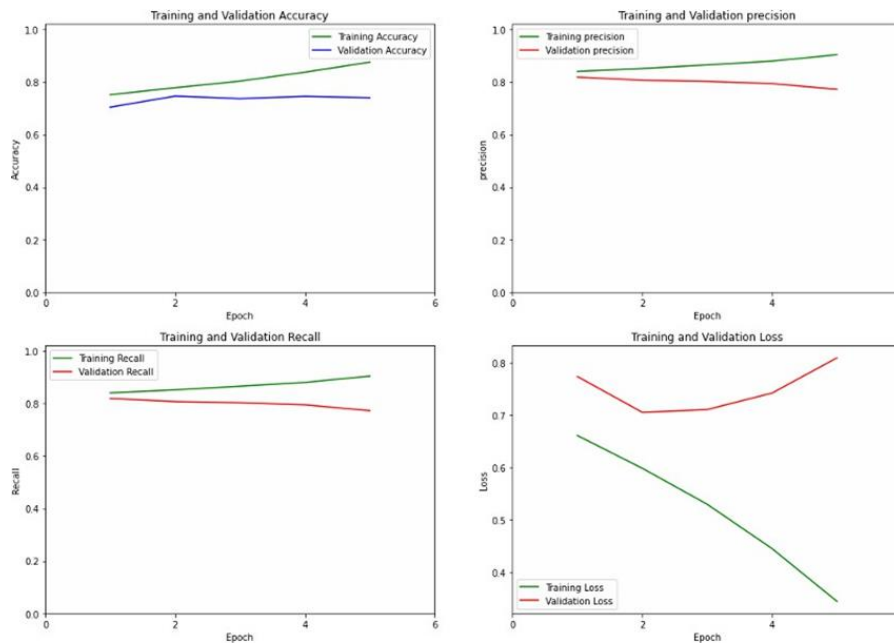 Training and Validation Accuracy
1.0
0.8
0.6
0.4
0.2
0.0
Accuracy
Training Accuracy
Validation Accuracy
0
2
4
6
Epoch
Training and Validation precision
1.0
0.8
0.6
0.4
0.2
0.0
precision
Training precision
Validation precision
0
2
4
Epoch
Training and Validation Recall
1.0
0.8
0.6
0.4
0.2
0.0
Recall
Training Recall
Validation Recall
0
2
4
6
Epoch
Training and Validation Loss
0.8
0.7
0.6
0.5
0.4
Loss
Training Loss
Validation Loss
0
2
4
Epoch